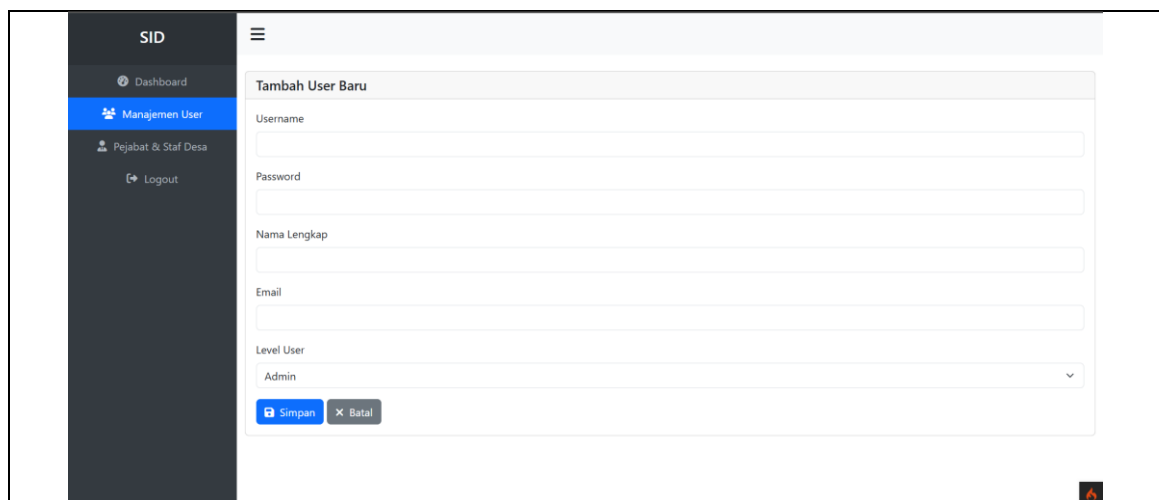 SID
Dashboard
Manajemen User
Pejabat & Staf Desa
Logout
Tambah User Baru
Username
Password
Nama Lengkap
Email
Level User
Admin
Simpan
Batal